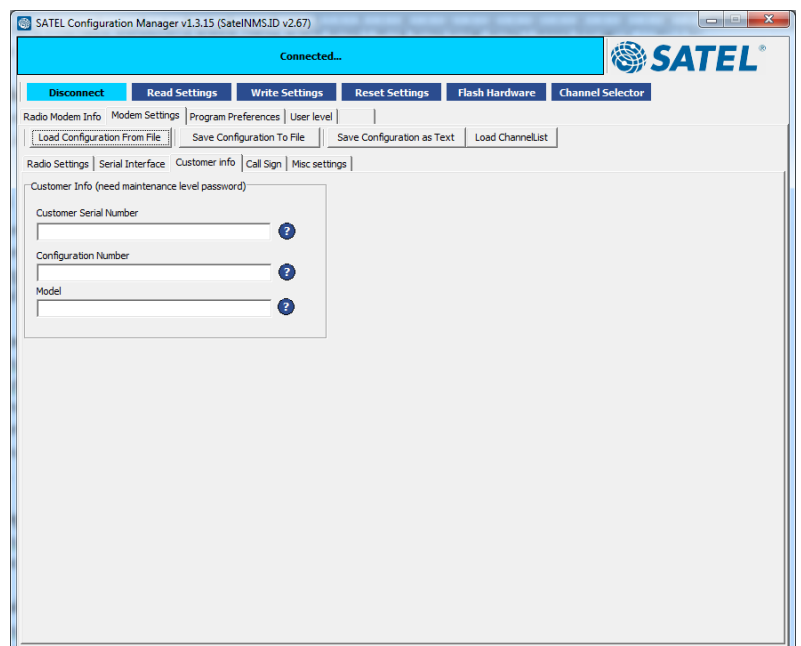 SATEL Configuration Manager v1.3.15 (SatelNMS.ID v2.67)
Connected...
SATEL®
Disconnect Read Settings Write Settings Reset Settings Flash Hardware Channel Selector
Radio Modem Info Modem Settings Program Preferences User level
Load Configuration From File Save Configuration To File Save Configuration as Text Load ChannelList
Radio Settings Serial Interface Customer info Call Sign Misc settings
Customer Info (need maintenance level password)
Customer Serial Number
?
Configuration Number
?
Model
?